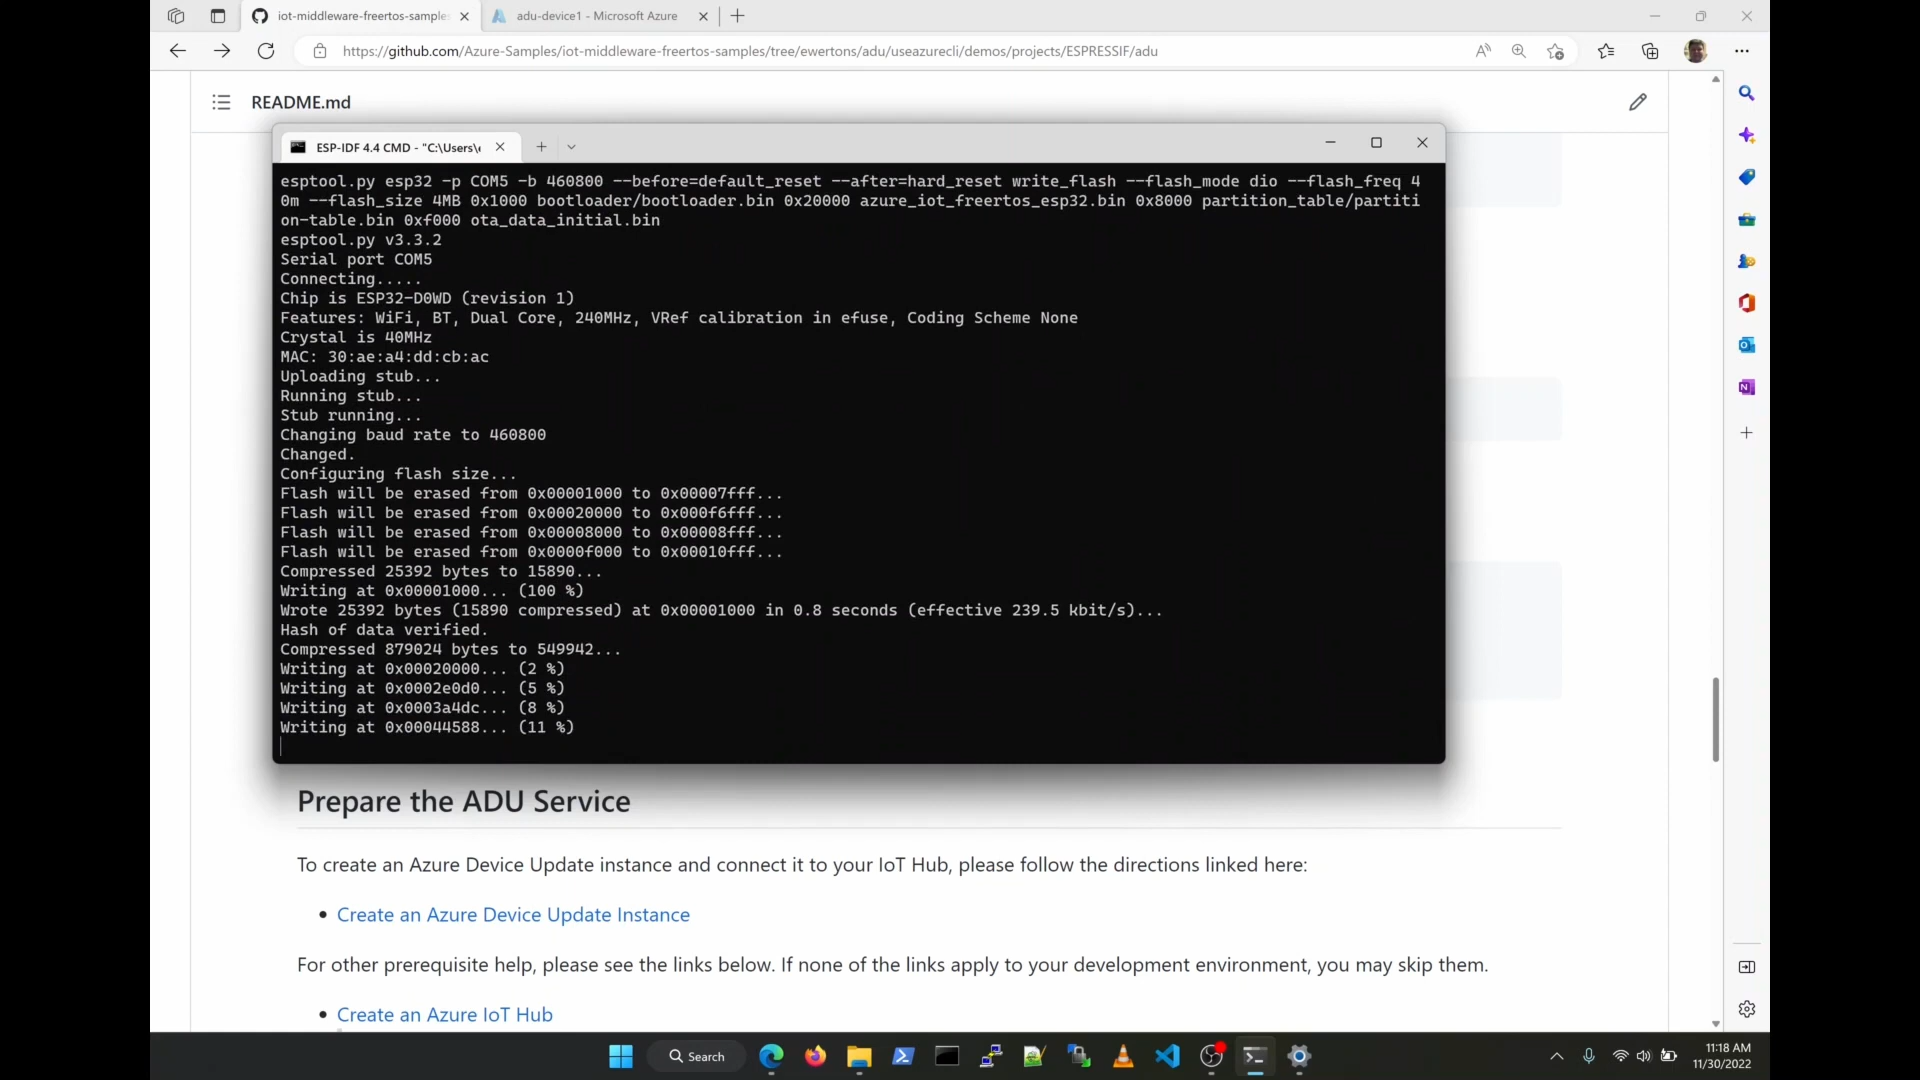 iot-middleware-freertos-sample
adu-device1 - Microsoft Azure
https://github.com/Azure-Samples/iot-middleware-freertos-samples/tree/ewertons/adu/useazurecli/demos/projects/ESPRESSIF/adu
README.md
ESP-IDF 4.4 CMD - "C:\Users\
esptool.py esp32 -p COM5 -b 460800 --before=default_reset --after=hard_reset write_flash --flash_mode dio --flash_freq 4
0m --flash_size 4MB 0x1000 bootloader/bootloader.bin 0x20000 azure_iot_freertos_esp32.bin 0x8000 partition_table/partiti
on-table.bin 0xf000 ota_data_initial.bin
esptool.py v3.3.2
Serial port COM5
Connecting.....
Chip is ESP32-D0WD (revision 1)
Features: WiFi, BT, Dual Core, 240MHz, VRef calibration in efuse, Coding Scheme None
Crystal is 40MHz
MAC: 30:ae:a4:dd:cb:ac
Uploading stub...
Running stub...
Stub running...
Changing baud rate to 460800
Changed.
Configuring flash size...
Flash will be erased from 0x00001000 to 0x00007fff...
Flash will be erased from 0x00020000 to 0x000f6fff...
Flash will be erased from 0x00008000 to 0x00008fff...
Flash will be erased from 0x0000f000 to 0x00010fff...
Compressed 25392 bytes to 15890...
Writing at 0x00001000... (100 %)
Wrote 25392 bytes (15890 compressed) at 0x00001000 in 0.8 seconds (effective 239.5 kbit/s)...
Hash of data verified.
Compressed 879024 bytes to 549942...
Writing at 0x00020000... (2 %)
Writing at 0x0002e0d0... (5 %)
Writing at 0x0003a4dc... (8 %)
Writing at 0x00044588... (11 %)
Prepare the ADU Service
To create an Azure Device Update instance and connect it to your IoT Hub, please follow the directions linked here:
• Create an Azure Device Update Instance
For other prerequisite help, please see the links below. If none of the links apply to your development environment, you may skip them.
• Create an Azure IoT Hub
Search
11:18 AM
11/30/2022